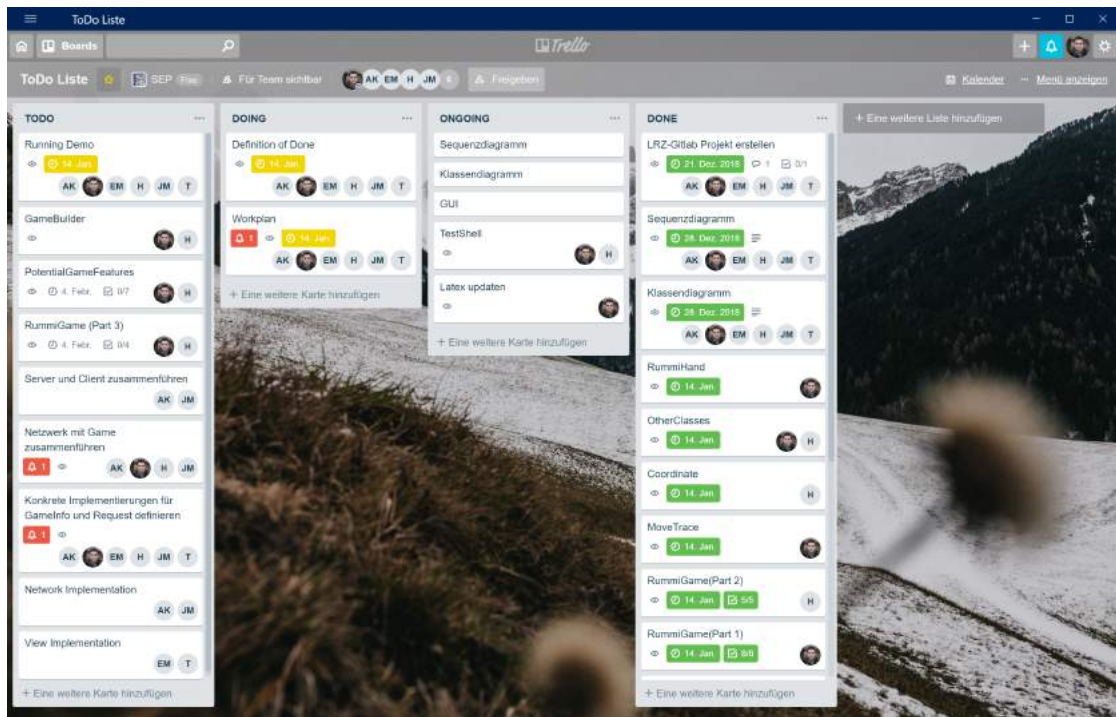 ToDo Liste
Boards
Trello
ToDo Liste
SEP
Free
Für Team sichtbar
AK EM H JM 6
Freigeben
Kalender
Menü anzeigen
TODO
Running Demo
14. Jan.
AK EM H JM T
GameBuilder
H
PotentialGameFeatures
4. Febr. 0/7
H
RummiGame (Part 3)
4. Febr. 0/4
H
Server und Client zusammenführen
AK JM
Netzwerk mit Game
zusammenführen
1
AK H JM
Konkrete Implementierungen für
GameInfo und Request definieren
1
AK EM H JM T
Network Implementation
AK JM
View Implementation
EM T
+ Eine weitere Karte hinzufügen
DOING
Definition of Done
14. Jan.
AK EM H JM T
Workplan
1 14. Jan.
AK EM H JM T
+ Eine weitere Karte hinzufügen
ONGOING
Sequenzdiagramm
Klassendiagramm
GUI
TestShell
H
Latex updaten
+ Eine weitere Karte hinzufügen
DONE
LRZ-Gitlab Projekt erstellen
21. Dez. 2018 1 0/1
AK EM H JM T
Sequenzdiagramm
28. Dez. 2018
AK EM H JM T
Klassendiagramm
28. Dez. 2018
AK EM H JM T
RummiHand
14. Jan.
OtherClasses
14. Jan.
H
Coordinate
14. Jan.
H
MoveTrace
14. Jan.
RummiGame(Part 2)
14. Jan. 5/5
H
RummiGame(Part 1)
14. Jan. 8/8
+ Eine weitere Karte hinzufügen
+ Eine weitere Liste hinzufügen